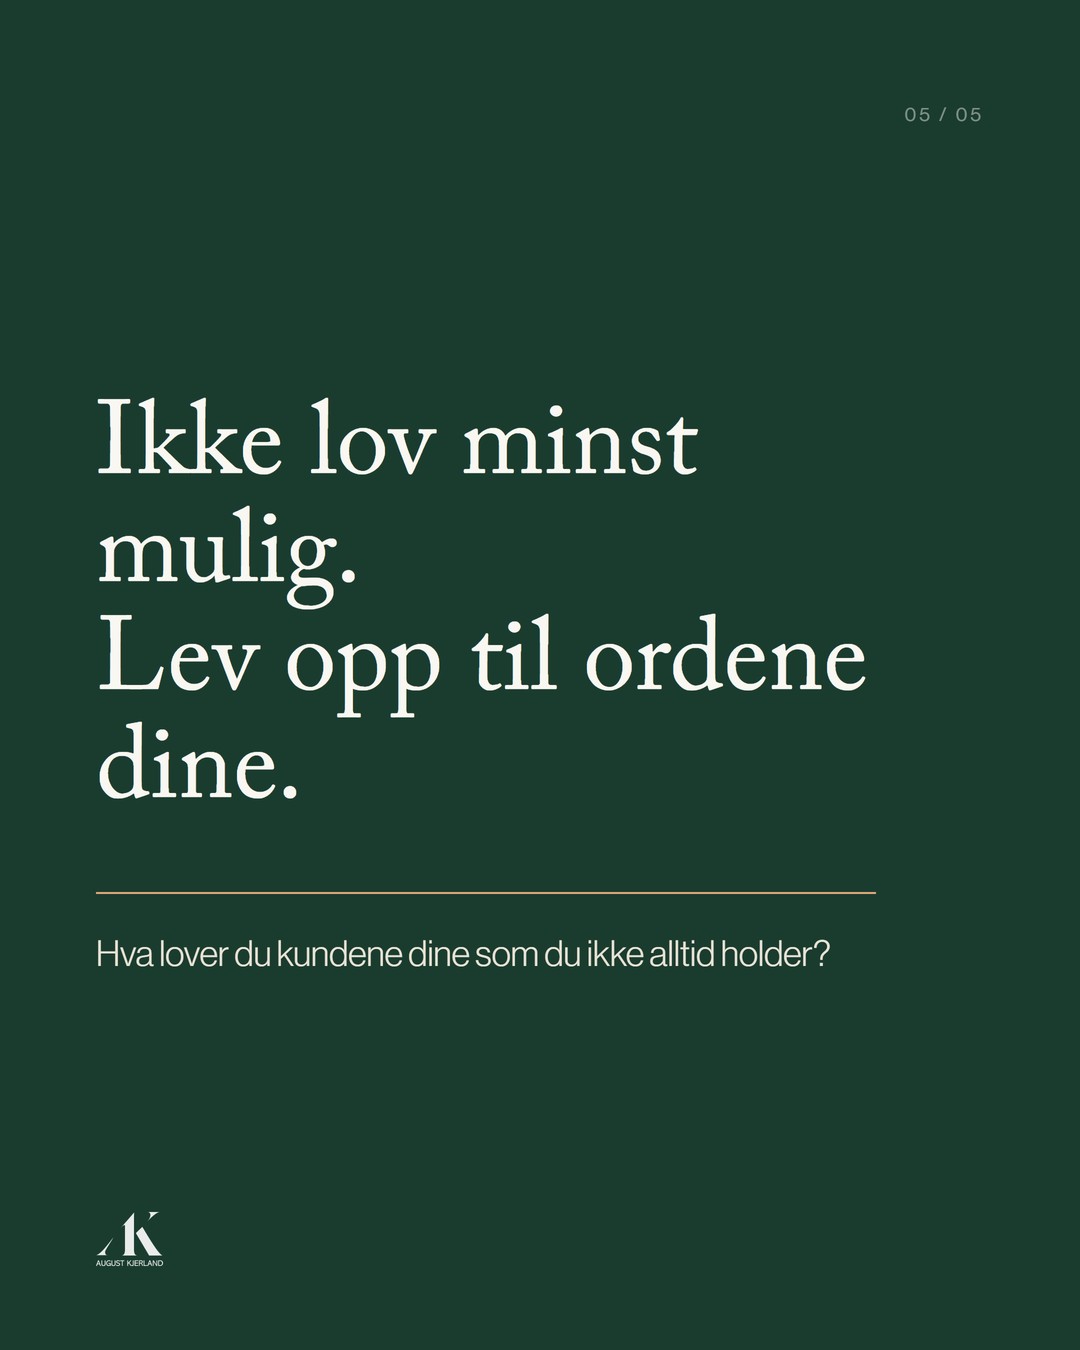 05 / 05
Ikke lov minst
mulig.
Lev opp til ordene
dine.
Hva lover du kundene dine som du ikke alltid holder?
AK
AUGUST KJERLAND